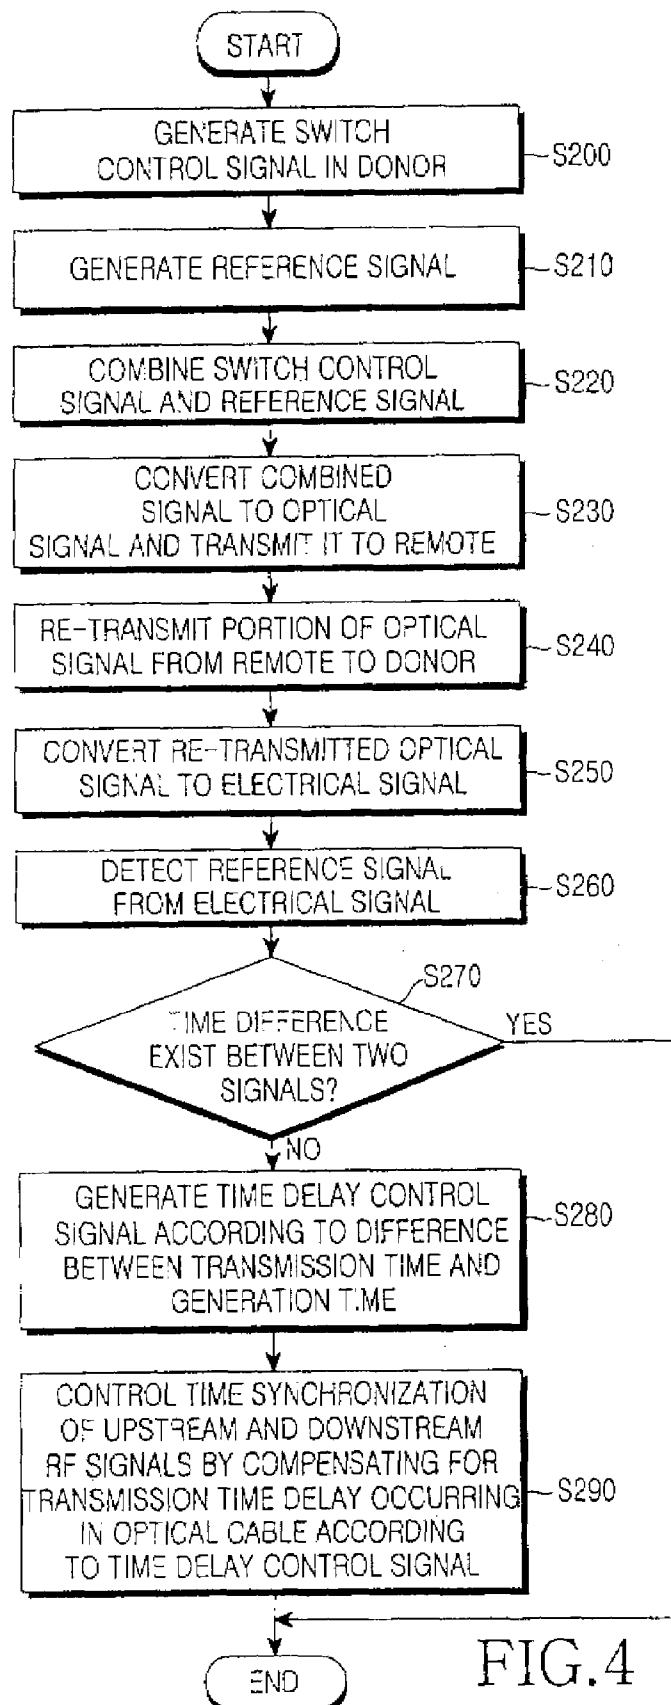 START
GENERATE SWITCH
CONTROL SIGNAL IN DONOR
S200
GENERATE REFERENCE SIGNAL
S210
COMBINE SWITCH CONTROL
SIGNAL AND REFERENCE SIGNAL
S220
CONVERT COMBINED
SIGNAL TO OPTICAL
SIGNAL AND TRANSMIT IT TO REMOTE
S230
RE-TRANSMIT PORTION OF OPTICAL
SIGNAL FROM REMOTE TO DONOR
S240
CONVERT RE-TRANSMITTED OPTICAL
SIGNAL TO ELECTRICAL SIGNAL
S250
DETECT REFERENCE SIGNAL
FROM ELECTRICAL SIGNAL
S260
S270
TIME DIFFERENCE
EXIST BETWEEN TWO
SIGNALS?
YES
NO
GENERATE TIME DELAY CONTROL
SIGNAL ACCORDING TO DIFFERENCE
BETWEEN TRANSMISSION TIME AND
GENERATION TIME
S280
CONTROL TIME SYNCHRONIZATION
OF UPSTREAM AND DOWNSTREAM
RF SIGNALS BY COMPENSATING FOR
TRANSMISSION TIME DELAY OCCURRING
IN OPTICAL CABLE ACCORDING
TO TIME DELAY CONTROL SIGNAL
S290
END
FIG.4